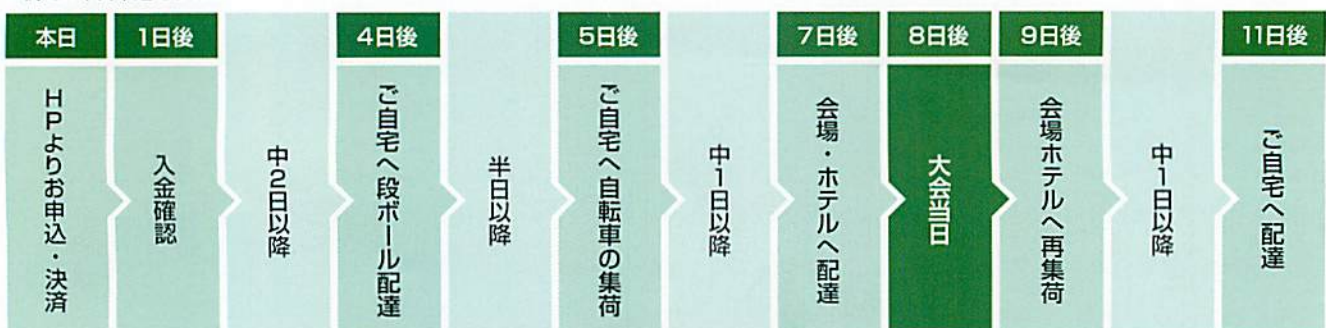 本日
HPよりお申込・決済
1日後
入金確認
中2日以降
4日後
ご自宅へ段ボール配達
半日以降
5日後
ご自宅へ自転車の集荷
中1日以降
7日後
会場・ホテルへ配達
8日後
大会当日
9日後
会場ホテルへ再集荷
中1日以降
11日後
ご自宅へ配達